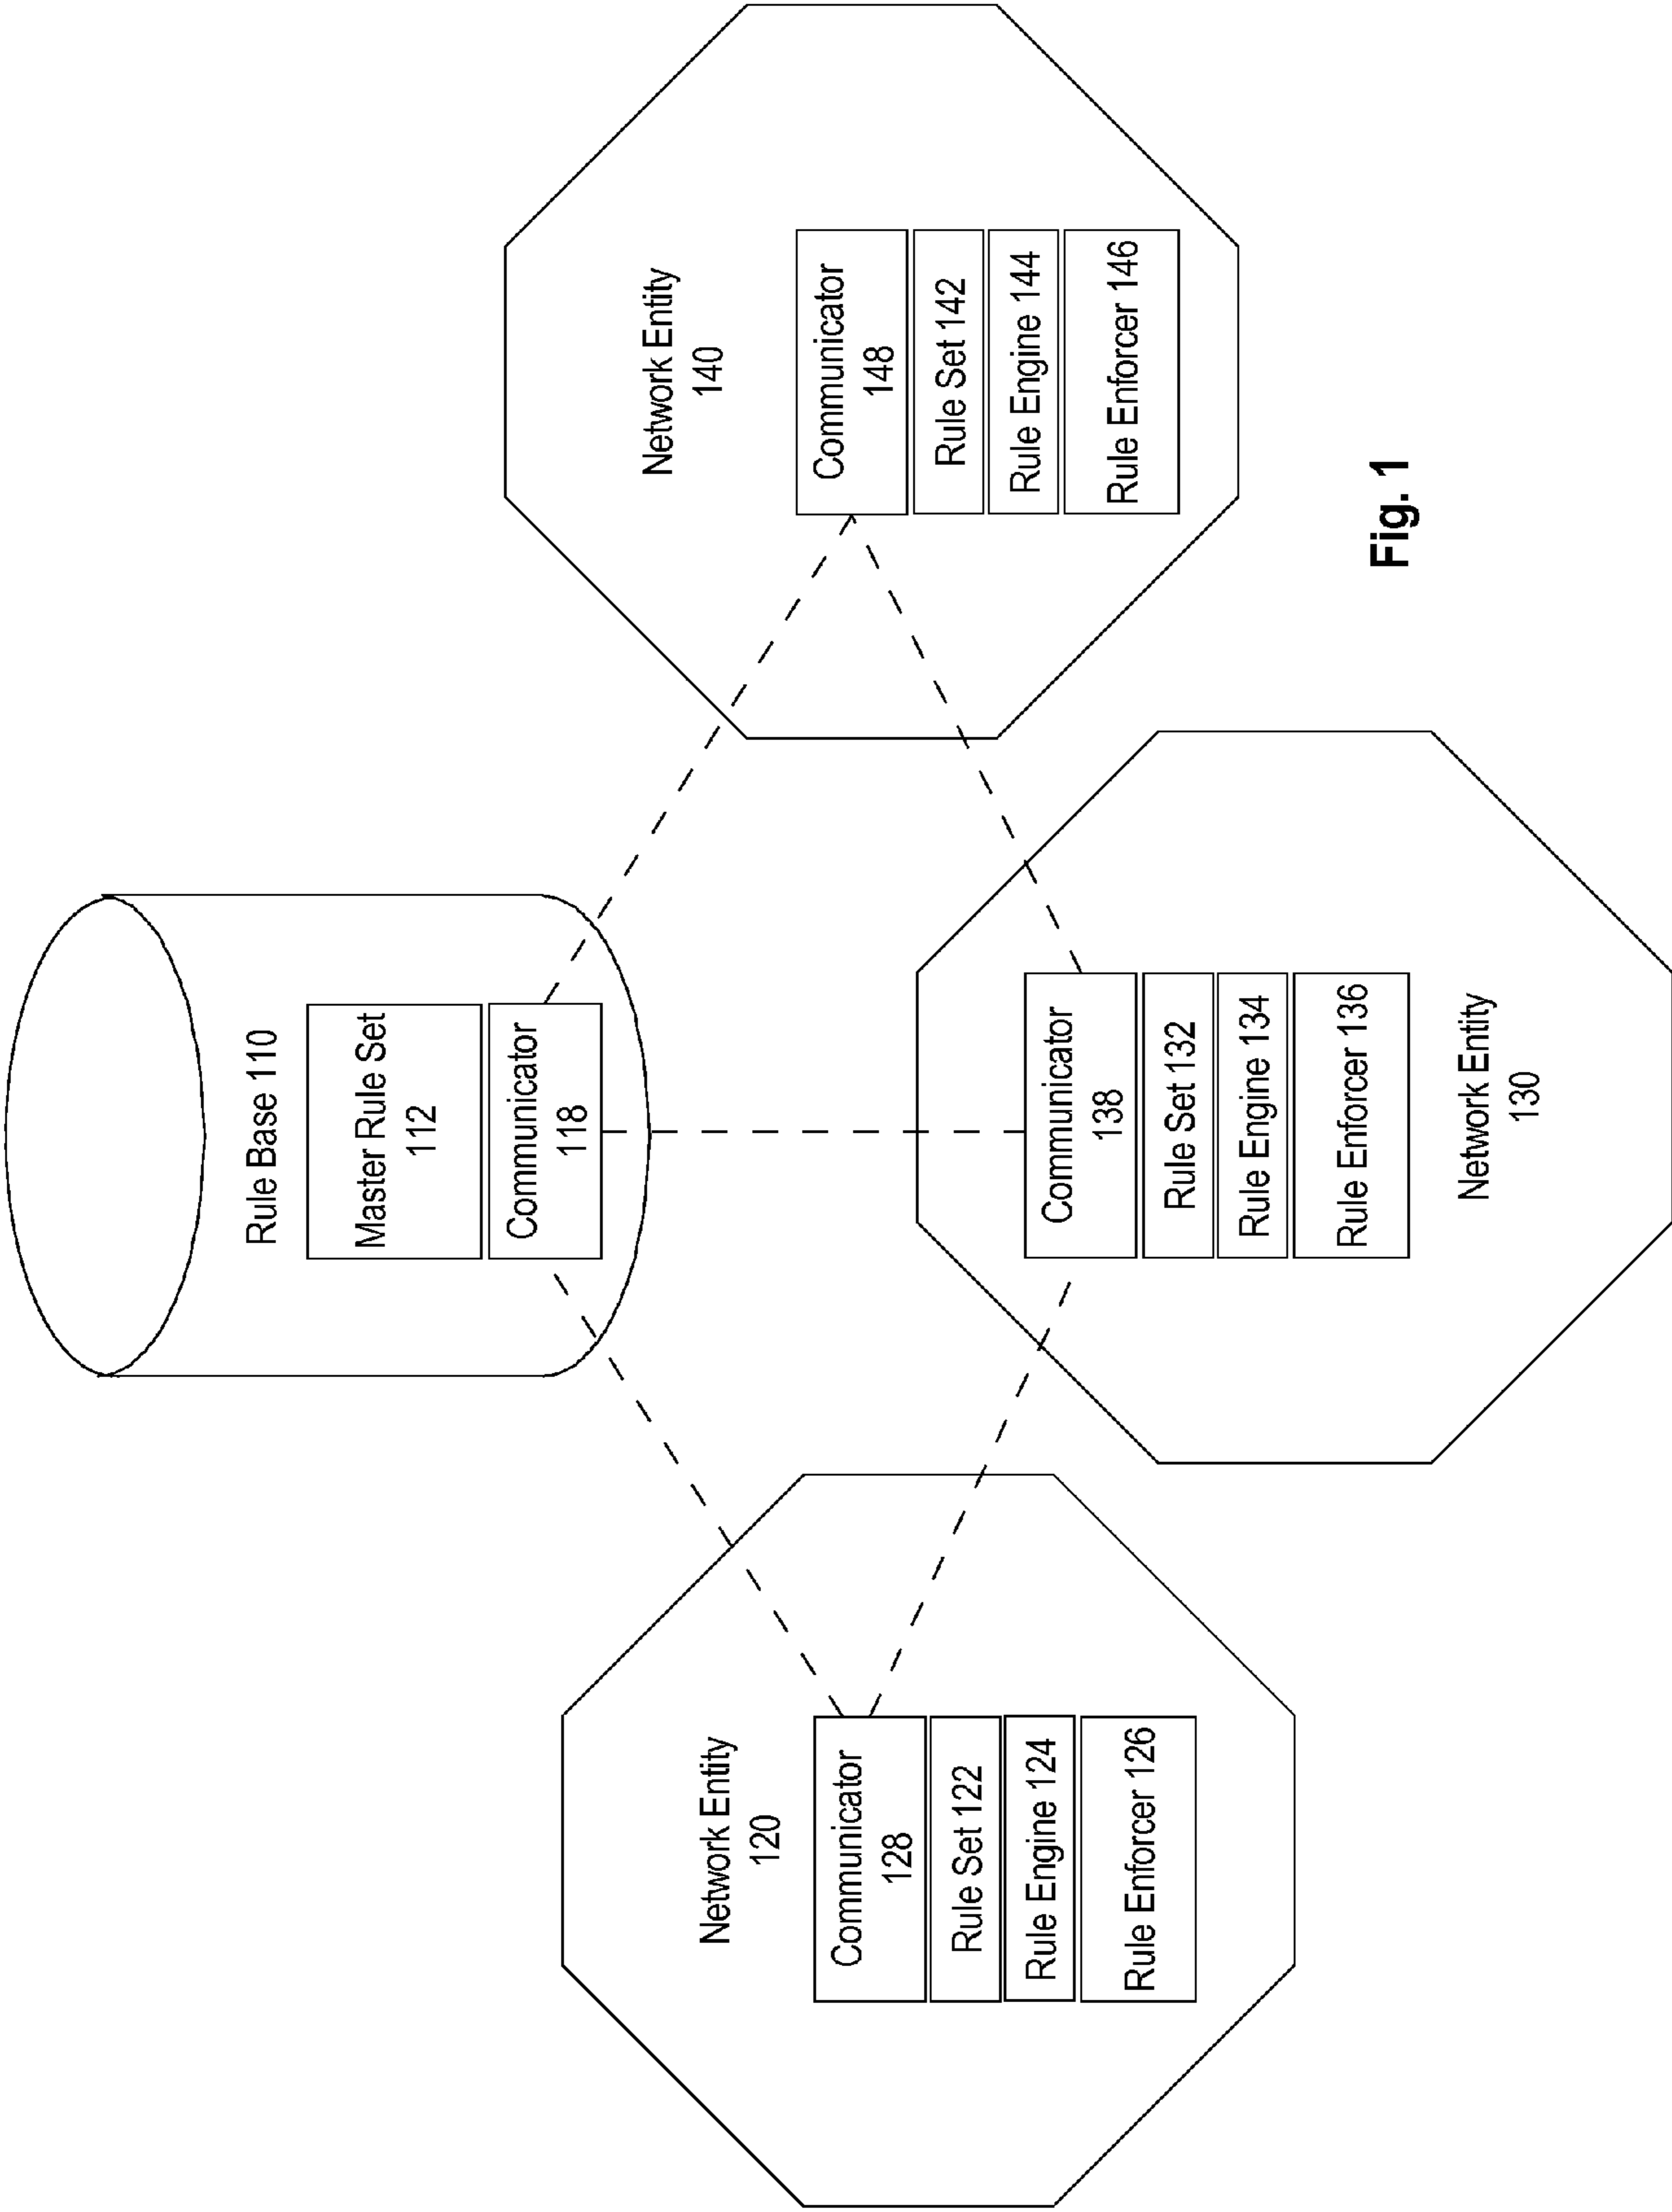 Rule Base 110
Master Rule Set
112
Communicator
118
Network Entity
120
Communicator
128
Rule Set 122
Rule Engine 124
Rule Enforcer 126
Communicator
138
Rule Set 132
Rule Engine 134
Rule Enforcer 136
Network Entity
130
Network Entity
140
Communicator
148
Rule Set 142
Rule Engine 144
Rule Enforcer 146
Fig. 1